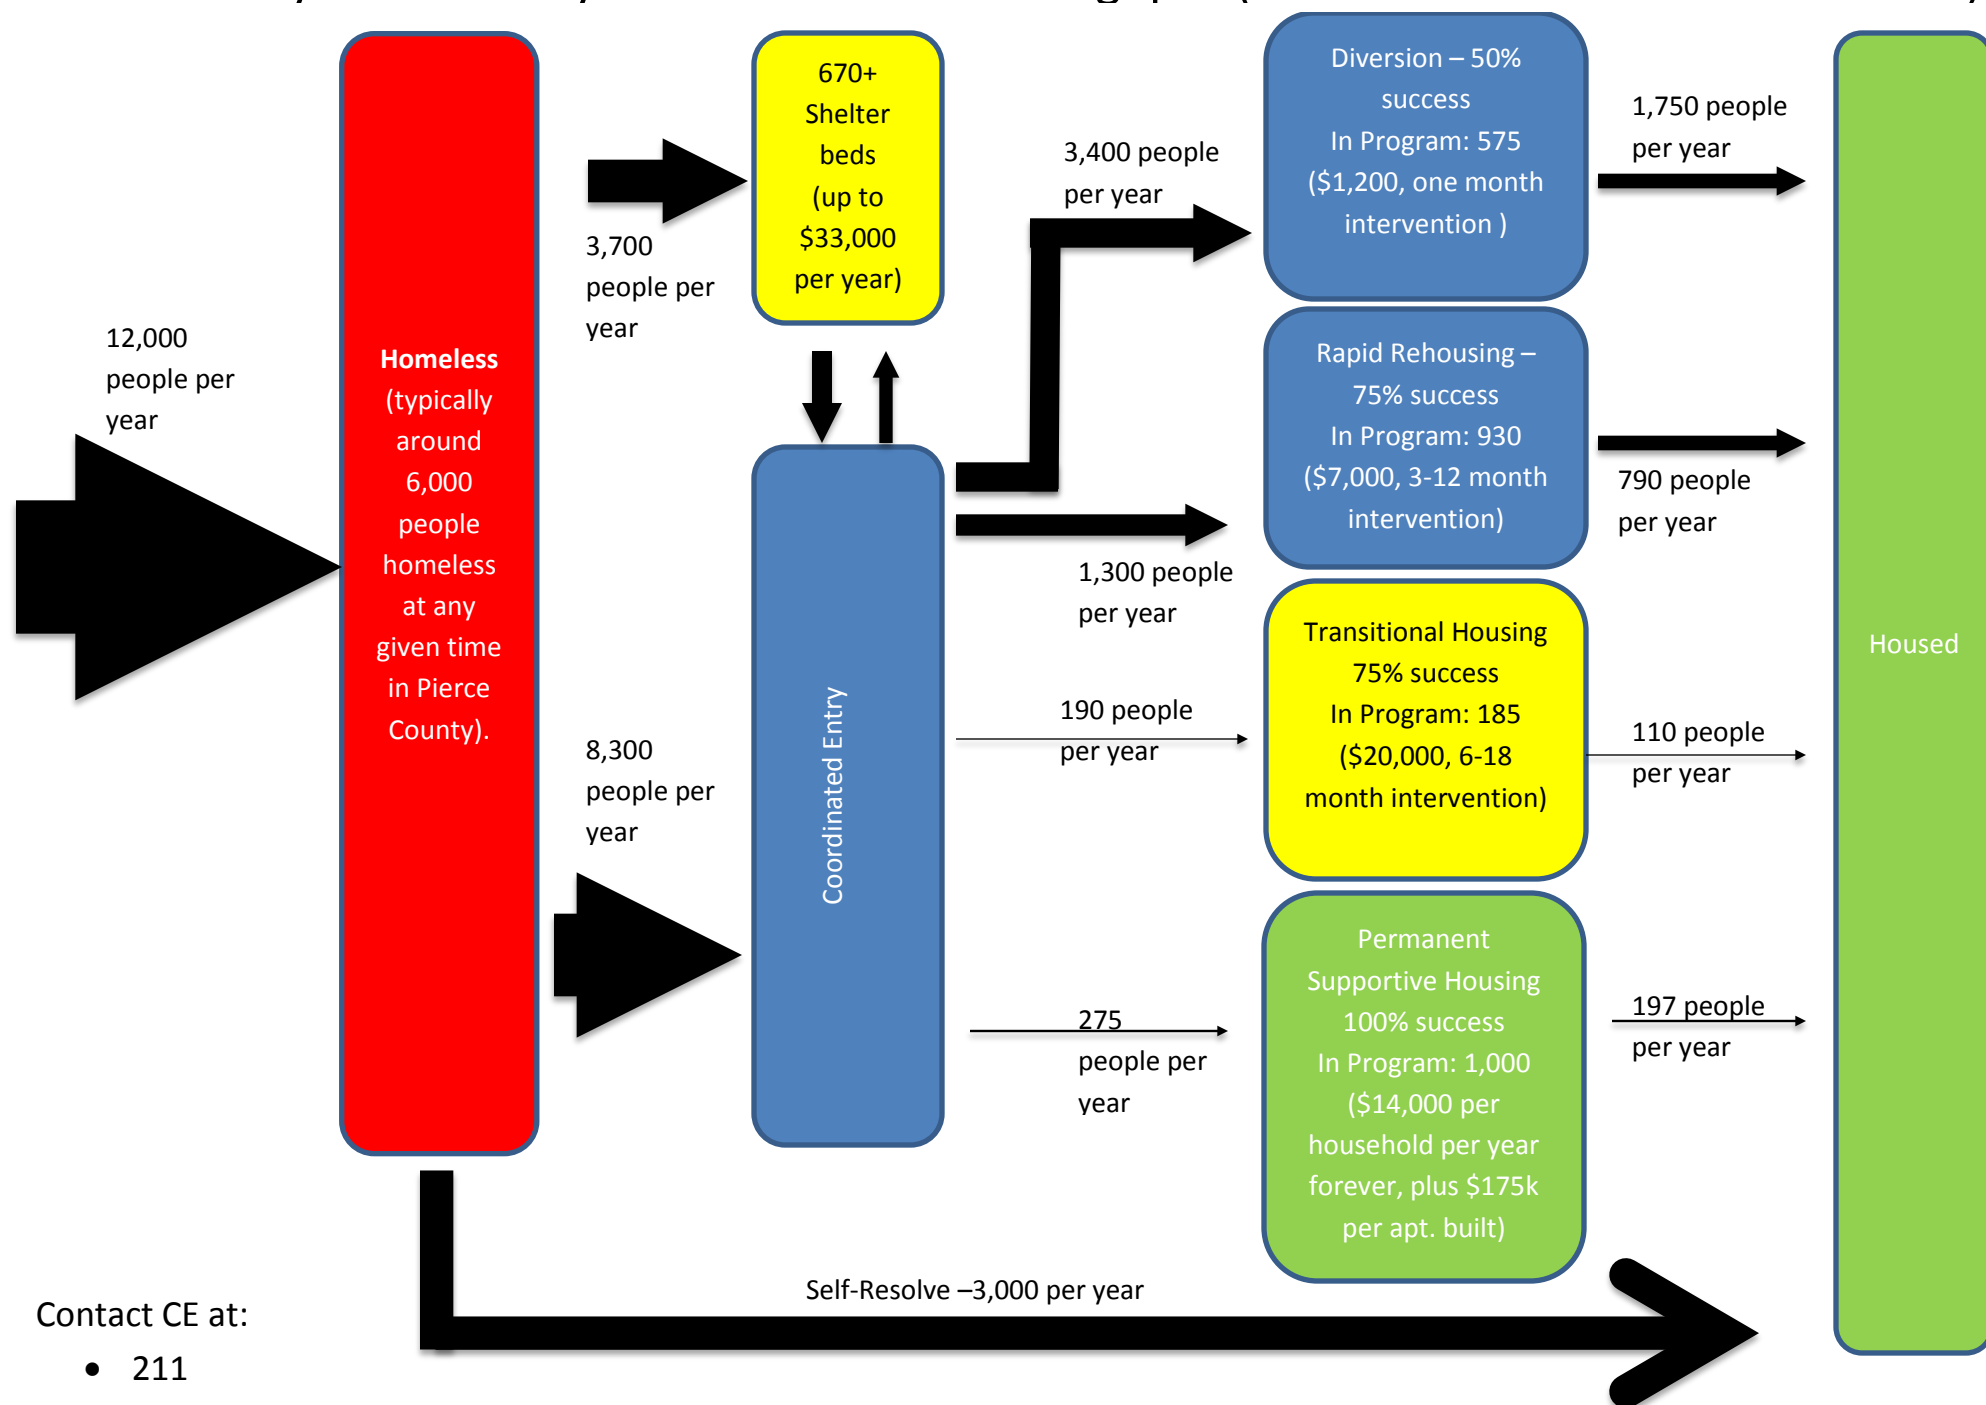 12,000
people per
year
Homeless
(typically
around
6,000
people
homeless
at any
given time
in Pierce
County).
3,700
people per
year
8,300
people per
year
670+
Shelter
beds
(up to
$33,000
per year)
Coordinated Entry
3,400 people
per year
1,300 people
per year
190 people
per year
275
people per
year
Diversion – 50%
success
In Program: 575
($1,200, one month
intervention )
Rapid Rehousing –
75% success
In Program: 930
($7,000, 3-12 month
intervention)
Transitional Housing
75% success
In Program: 185
($20,000, 6-18
month intervention)
Permanent
Supportive Housing
100% success
In Program: 1,000
($14,000 per
household per year
forever, plus $175k
per apt. built)
1,750 people
per year
790 people
per year
110 people
per year
197 people
per year
Housed
Self-Resolve –3,000 per year
Contact CE at:
• 211